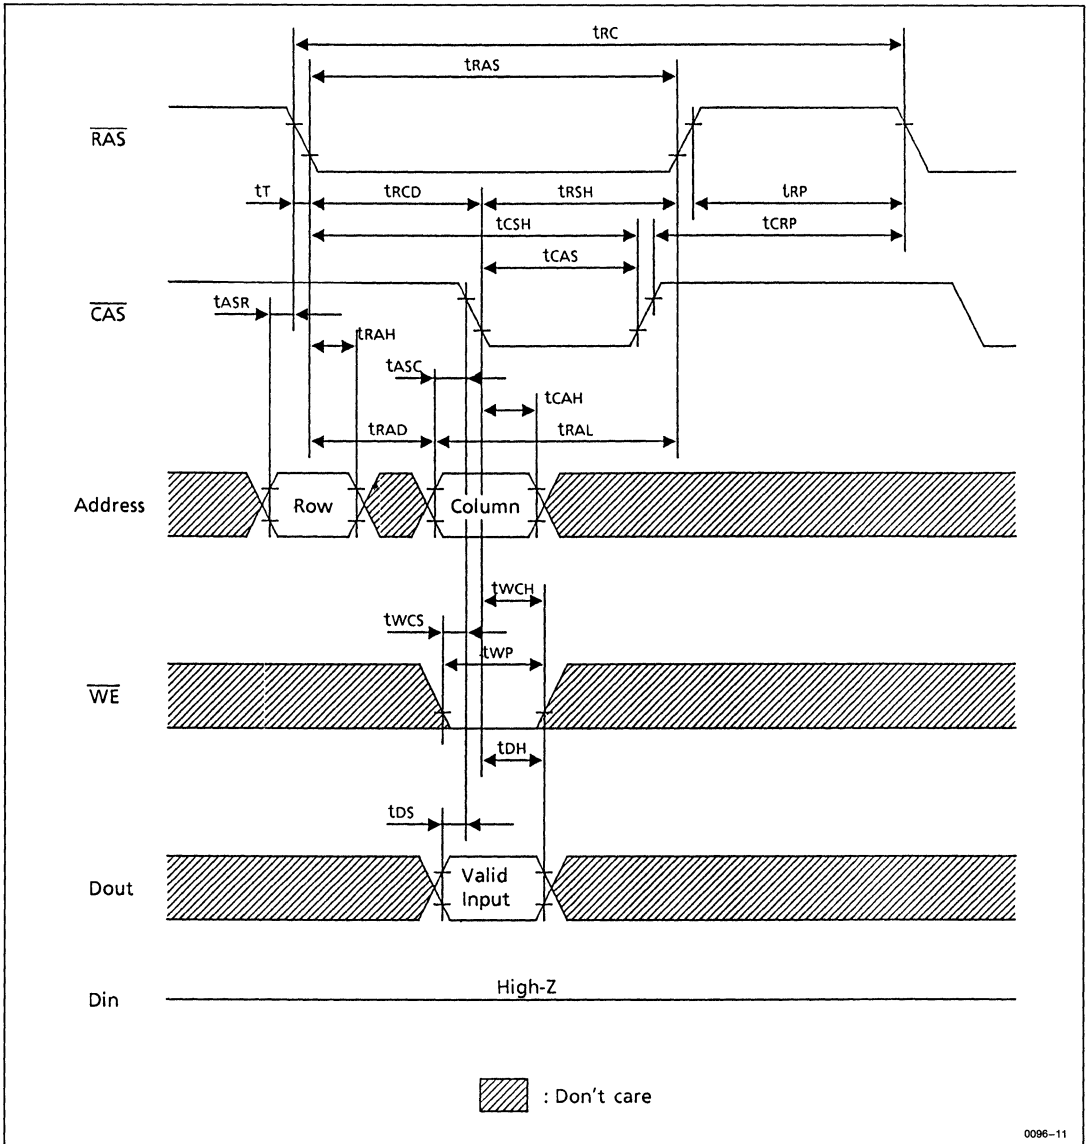 tRC
tRAS
RAS
tT
tRCD
tRSH
tRP
tCSH
tCRP
tCAS
CAS
tASR
tRAH
tASC
tCAH
tRAD
tRAL
Address
Row
Column
tWCH
tWCS
tWP
WE
tDH
tDS
Dout
Valid
Input
Din
High-Z
: Don't care
0096-11